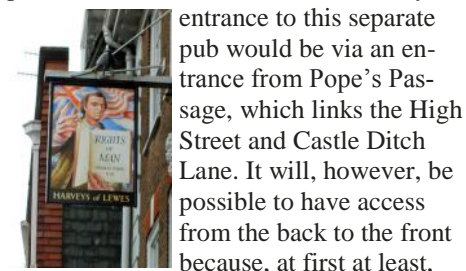 entrance to this separate
pub would be via an en-
trance from Pope's Pas-
sage, which links the High
Street and Castle Ditch
Lane. It will, however, be
possible to have access
from the back to the front
because, at first at least,
RIGHTS
OF
MAN
HARVEYS of LEWES